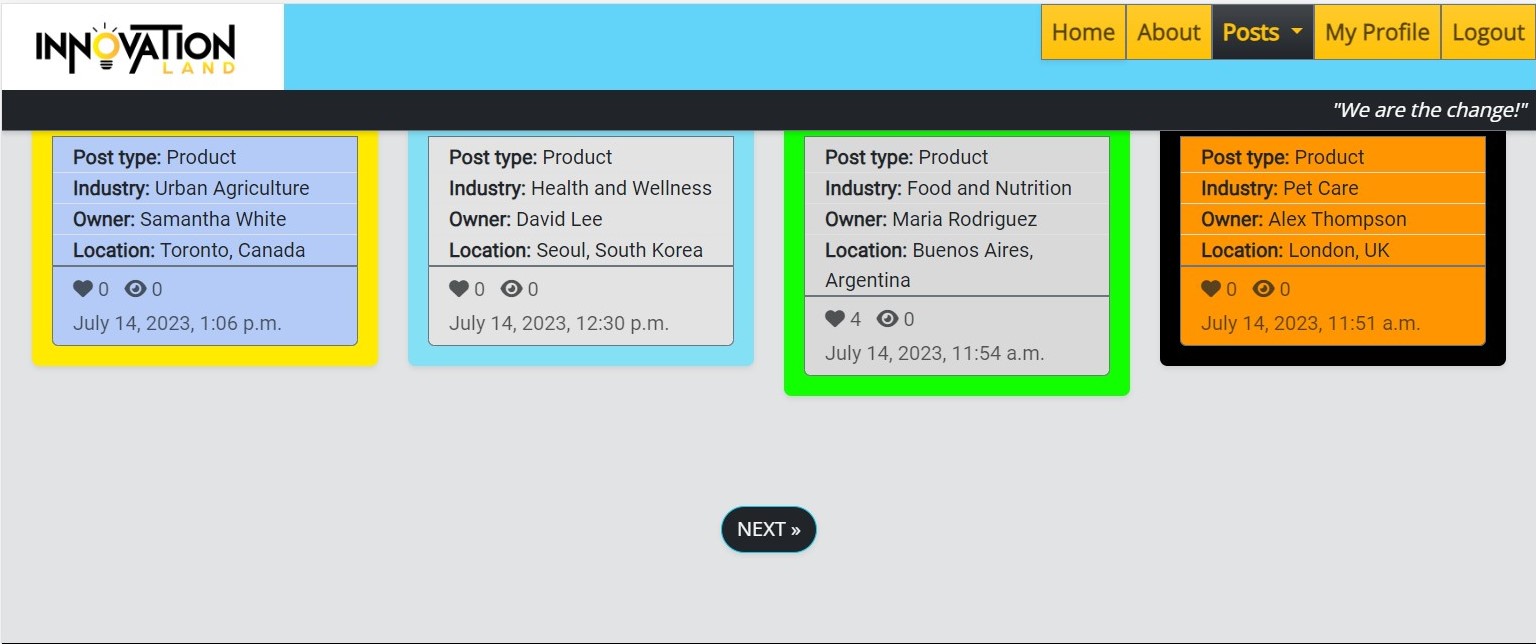 INNOVATION
LAND
Home About Posts My Profile Logout
"We are the change!"
Post type: Product
Industry: Urban Agriculture
Owner: Samantha White
Location: Toronto, Canada
0 0
July 14, 2023, 1:06 p.m.
Post type: Product
Industry: Health and Wellness
Owner: David Lee
Location: Seoul, South Korea
0 0
July 14, 2023, 12:30 p.m.
Post type: Product
Industry: Food and Nutrition
Owner: Maria Rodriguez
Location: Buenos Aires,
Argentina
4 0
July 14, 2023, 11:54 a.m.
Post type: Product
Industry: Pet Care
Owner: Alex Thompson
Location: London, UK
0 0
July 14, 2023, 11:51 a.m.
NEXT »